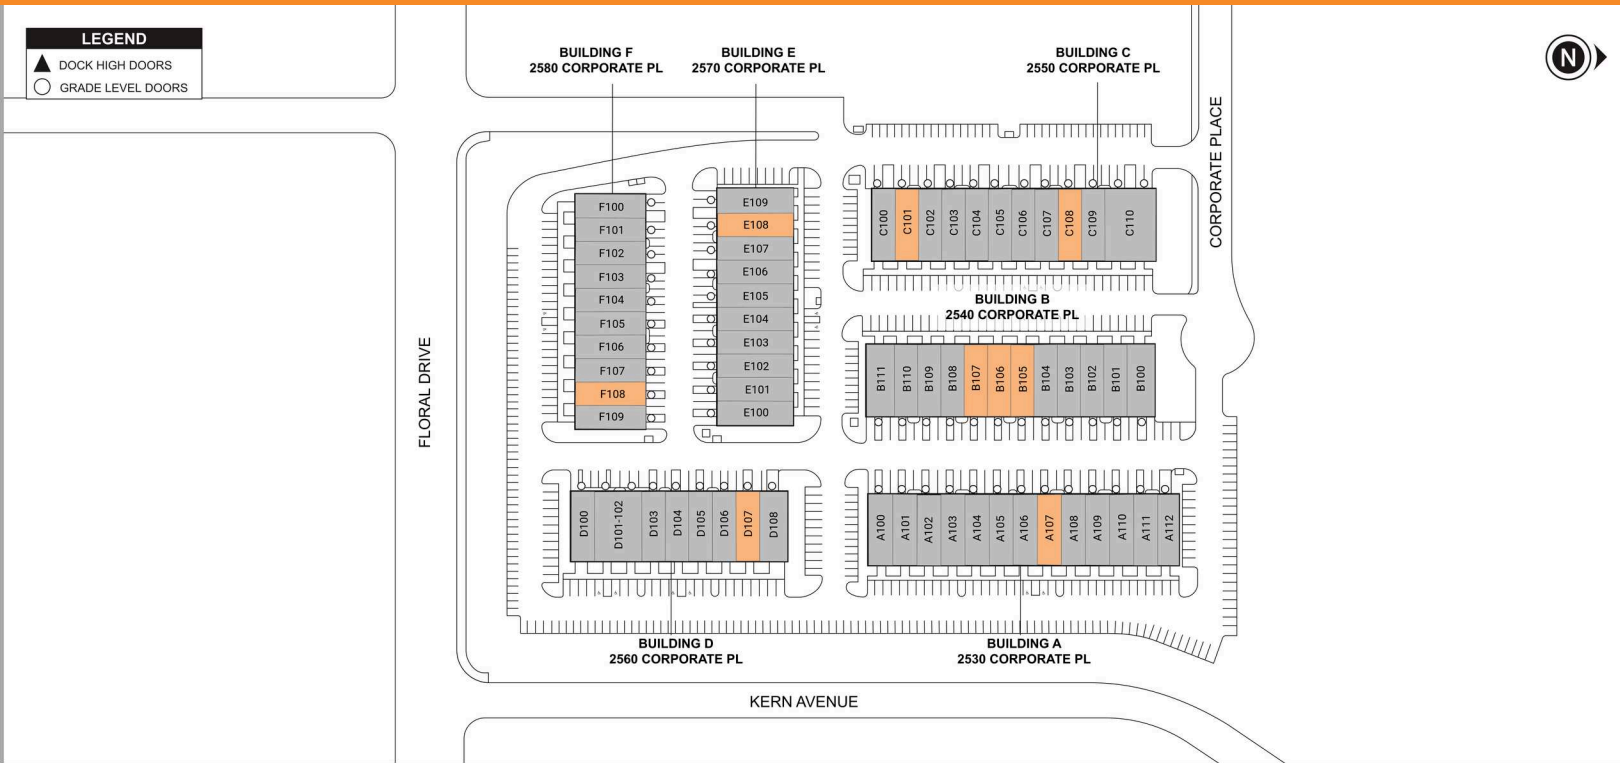 LEGEND
DOCK HIGH DOORS
GRADE LEVEL DOORS
BUILDING F
2580 CORPORATE PL
BUILDING E
2570 CORPORATE PL
BUILDING C
2550 CORPORATE PL
N
CORPORATE PLACE
FLORAL DRIVE
F100
F101
F102
F103
F104
F105
F106
F107
F108
F109
E109
E108
E107
E106
E105
E104
E103
E102
E101
E100
C100
C101
C102
C103
C104
C105
C106
C107
C108
C109
C110
BUILDING B
2540 CORPORATE PL
B111
B110
B109
B108
B107
B106
B105
B104
B103
B102
B101
B100
D100
D101-102
D103
D104
D105
D106
D107
D108
A100
A101
A102
A103
A104
A105
A106
A107
A108
A109
A110
A111
A112
BUILDING D
2560 CORPORATE PL
BUILDING A
2530 CORPORATE PL
KERN AVENUE